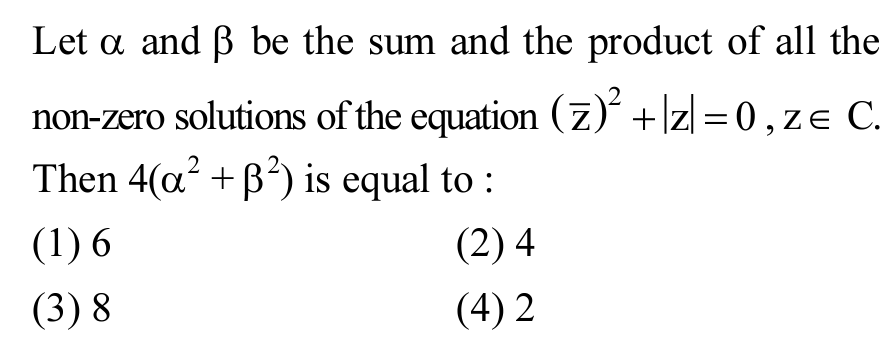 Let α and β be the sum and the product of all the
non-zero solutions of the equation (z̅)² + |z| = 0 , z ∈ C.
Then 4(α² + β²) is equal to :
(1) 6 (2) 4
(3) 8 (4) 2